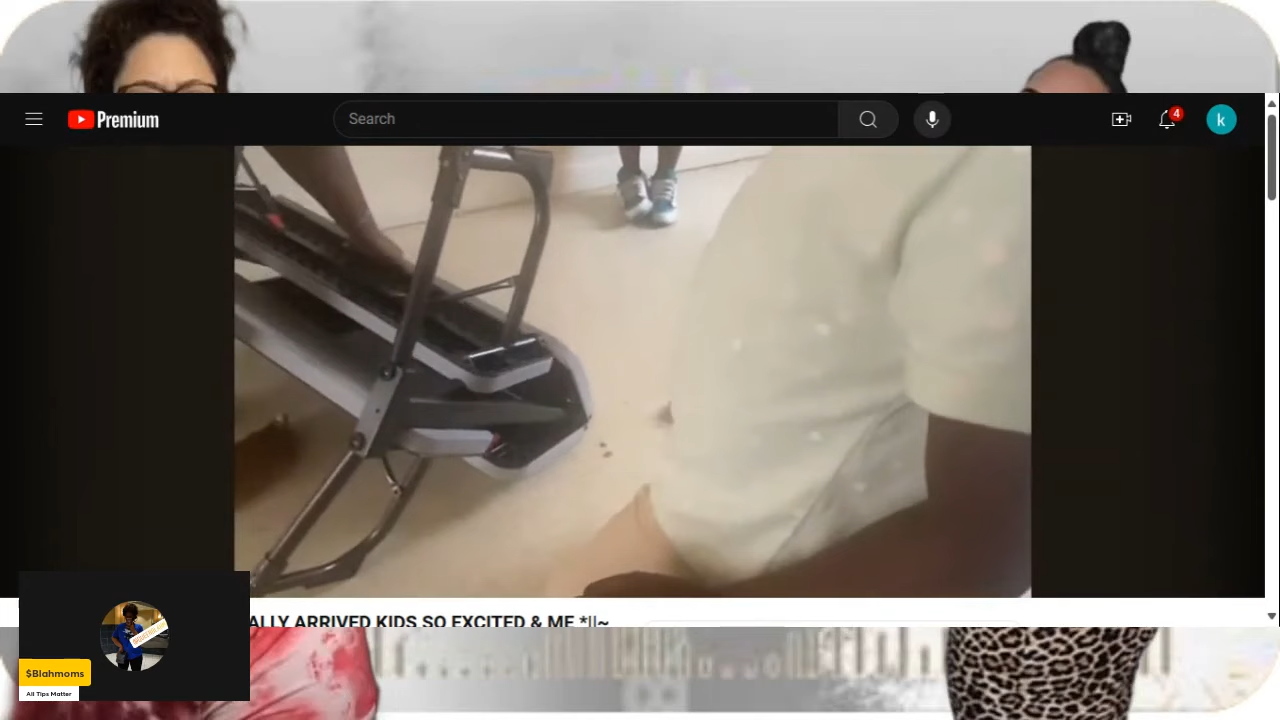 Premium
Search
4
k
ALLY ARRIVED KIDS SO EXCITED & ME *||~
$Blahmoms
All Tips Matter